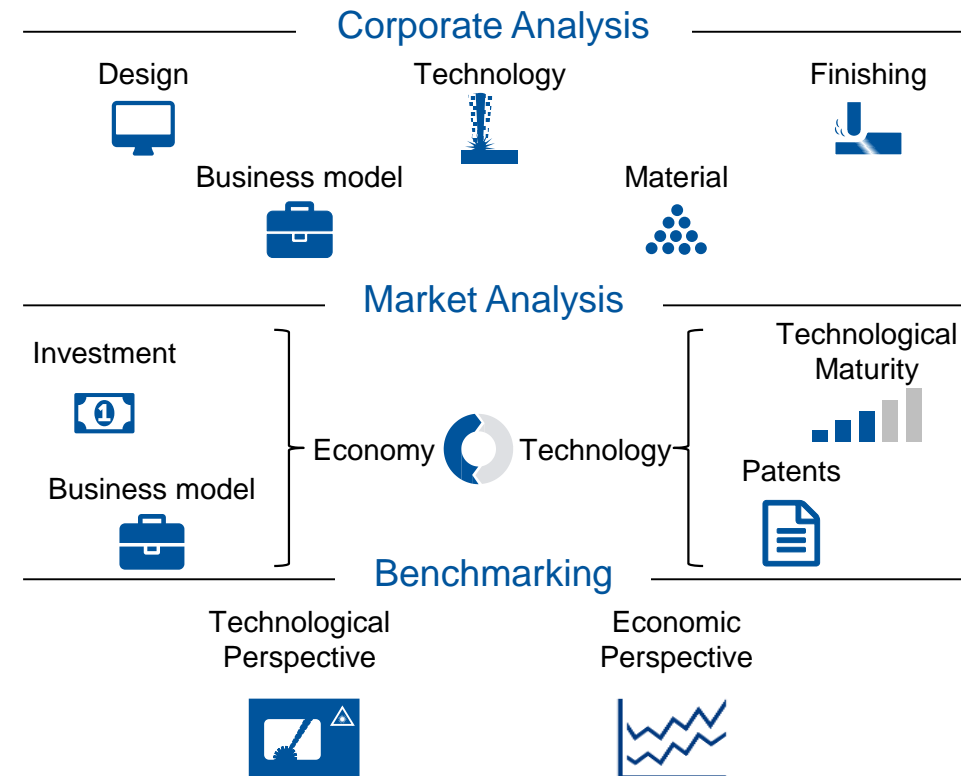 Corporate Analysis
Design
Technology
Finishing
Business model
Material
Market Analysis
Investment
1
Business model
Economy
Technology
Technological
Maturity
Patents
Benchmarking
Technological
Perspective
Economic
Perspective